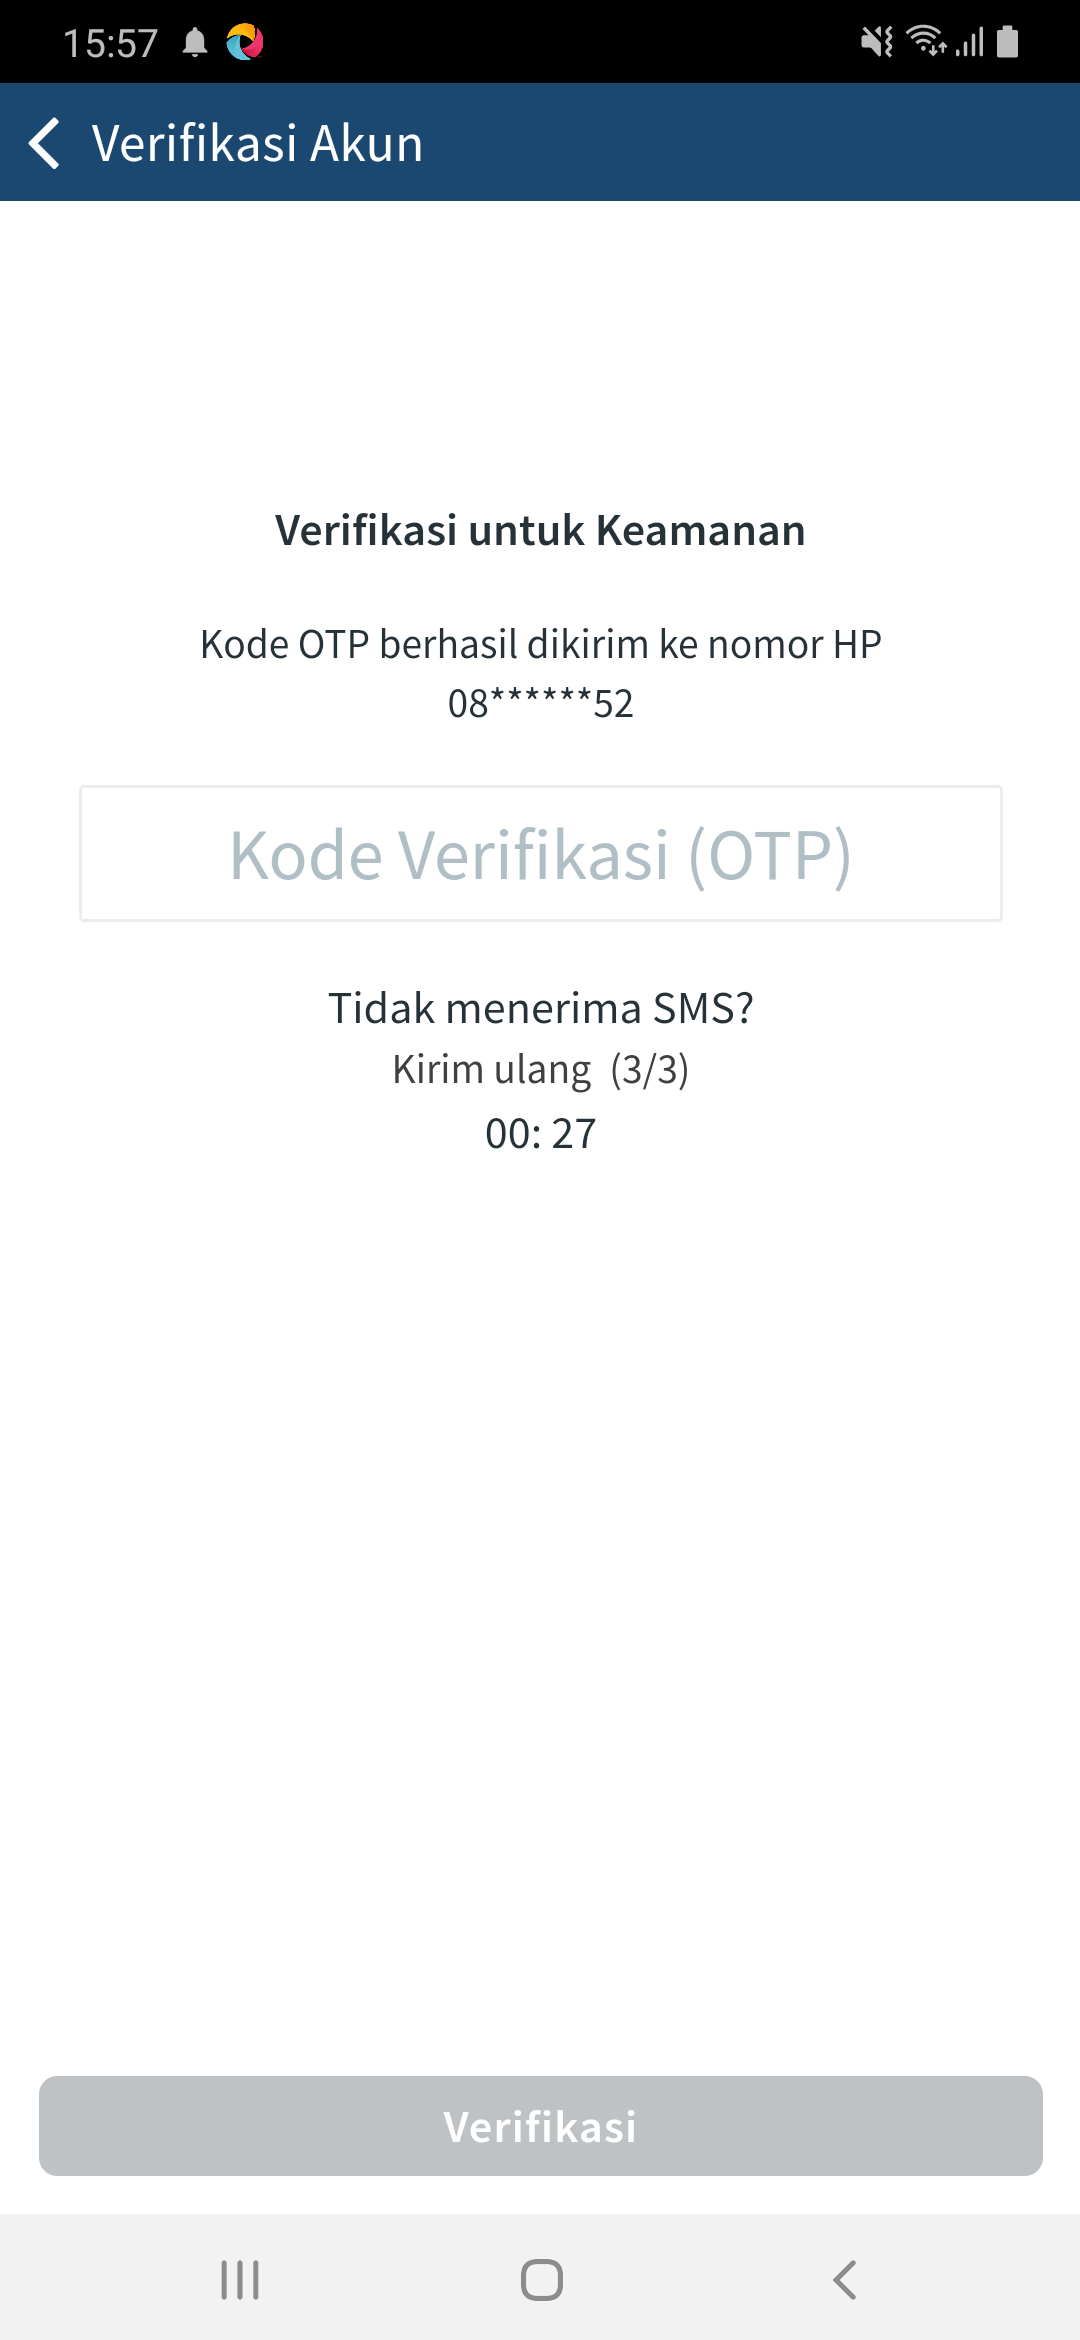 15:57
Verifikasi Akun
Verifikasi untuk Keamanan
Kode OTP berhasil dikirim ke nomor HP
08******52
Kode Verifikasi (OTP)
Tidak menerima SMS?
Kirim ulang (3/3)
00: 27
Verifikasi